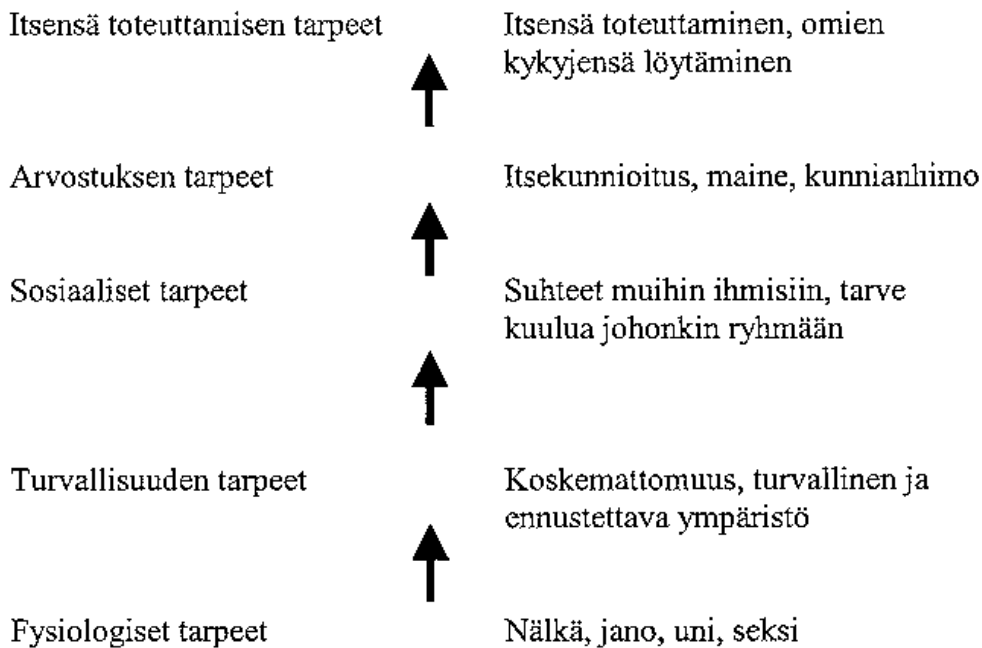 Itsensä toteuttamisen tarpeet
Itsensä toteuttaminen, omien
kykyjensä löytäminen
Arvostuksen tarpeet
Itsekunnioitus, maine, kunnianhimo
Sosiaaliset tarpeet
Suhteet muihin ihmisiin, tarve
kuulua johonkin ryhmään
Turvallisuuden tarpeet
Koskemattomuus, turvallinen ja
ennustettava ympäristö
Fysiologiset tarpeet
Nälkä, jano, uni, seksi